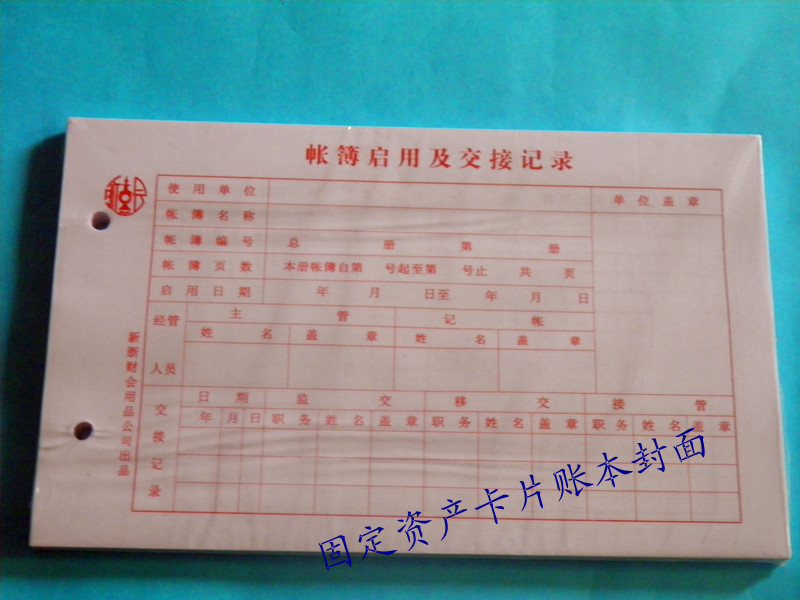 帐簿启用及交接记录
使用单位 单位盖章
帐簿名称
帐簿编号 总 册 第 册
帐簿页数 本册帐簿自第 号起至第 号止 共 页
启用日期 年 月 日至 年 月 日
经管人员 主管 记帐
姓名 盖章 姓名 盖章
交接记录 日期 监交 移交 接管
年 月 日 职务 姓名 盖章 职务 姓名 盖章 职务 姓名 盖章
新浙财会用品公司出品
固定资产卡片账本封面